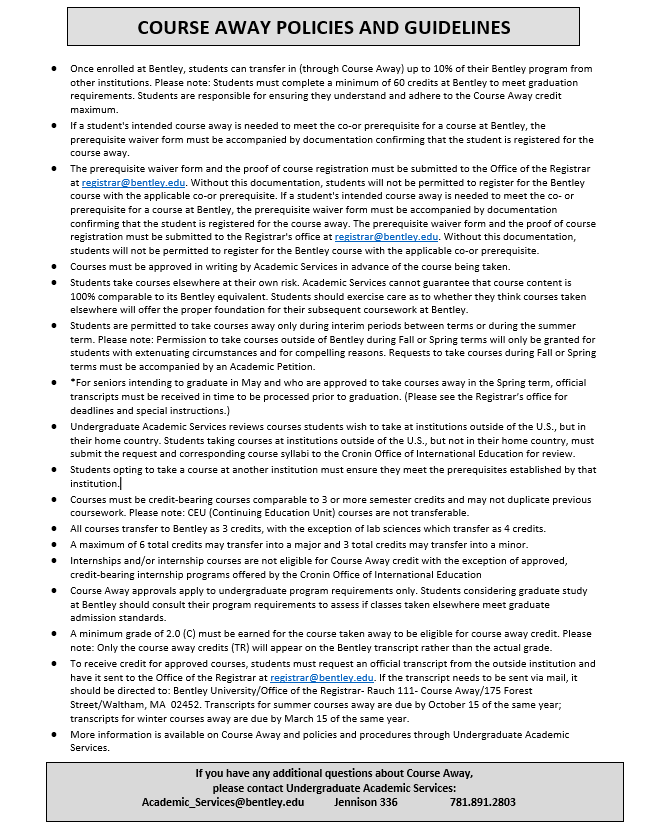 COURSE AWAY POLICIES AND GUIDELINES
● Once enrolled at Bentley, students can transfer in (through Course Away) up to 10% of their Bentley program from
other institutions. Please note: Students must complete a minimum of 60 credits at Bentley to meet graduation
requirements. Students are responsible for ensuring they understand and adhere to the Course Away credit
maximum.
● If a student's intended course away is needed to meet the co-or prerequisite for a course at Bentley, the
prerequisite waiver form must be accompanied by documentation confirming that the student is registered for the
course away.
● The prerequisite waiver form and the proof of course registration must be submitted to the Office of the Registrar
at registrar@bentley.edu. Without this documentation, students will not be permitted to register for the Bentley
course with the applicable co-or prerequisite. If a student's intended course away is needed to meet the co- or
prerequisite for a course at Bentley, the prerequisite waiver form must be accompanied by documentation
confirming that the student is registered for the course away. The prerequisite waiver form and the proof of course
registration must be submitted to the Registrar's office at registrar@bentley.edu. Without this documentation,
students will not be permitted to register for the Bentley course with the applicable co-or prerequisite.
● Courses must be approved in writing by Academic Services in advance of the course being taken.
● Students take courses elsewhere at their own risk. Academic Services cannot guarantee that course content is
100% comparable to its Bentley equivalent. Students should exercise care as to whether they think courses taken
elsewhere will offer the proper foundation for their subsequent coursework at Bentley.
● Students are permitted to take courses away only during interim periods between terms or during the summer
term. Please note: Permission to take courses outside of Bentley during Fall or Spring terms will only be granted for
students with extenuating circumstances and for compelling reasons. Requests to take courses during Fall or Spring
terms must be accompanied by an Academic Petition.
● *For seniors intending to graduate in May and who are approved to take courses away in the Spring term, official
transcripts must be received in time to be processed prior to graduation. (Please see the Registrar's office for
deadlines and special instructions.)
● Undergraduate Academic Services reviews courses students wish to take at institutions outside of the U.S., but in
their home country. Students taking courses at institutions outside of the U.S., but not in their home country, must
submit the request and corresponding course syllabi to the Cronin Office of International Education for review.
● Students opting to take a course at another institution must ensure they meet the prerequisites established by that
institution.
● Courses must be credit-bearing courses comparable to 3 or more semester credits and may not duplicate previous
coursework. Please note: CEU (Continuing Education Unit) courses are not transferable.
● All courses transfer to Bentley as 3 credits, with the exception of lab sciences which transfer as 4 credits.
● A maximum of 6 total credits may transfer into a major and 3 total credits may transfer into a minor.
● Internships and/or internship courses are not eligible for Course Away credit with the exception of approved,
credit-bearing internship programs offered by the Cronin Office of International Education
● Course Away approvals apply to undergraduate program requirements only. Students considering graduate study
at Bentley should consult their program requirements to assess if classes taken elsewhere meet graduate
admission standards.
● A minimum grade of 2.0 (C) must be earned for the course taken away to be eligible for course away credit. Please
note: Only the course away credits (TR) will appear on the Bentley transcript rather than the actual grade.
● To receive credit for approved courses, students must request an official transcript from the outside institution and
have it sent to the Office of the Registrar at registrar@bentley.edu. If the transcript needs to be sent via mail, it
should be directed to: Bentley University/Office of the Registrar- Rauch 111- Course Away/175 Forest
Street/Waltham, MA 02452. Transcripts for summer courses away are due by October 15 of the same year;
transcripts for winter courses away are due by March 15 of the same year.
● More information is available on Course Away and policies and procedures through Undergraduate Academic
Services.
If you have any additional questions about Course Away,
please contact Undergraduate Academic Services:
Academic_Services@bentley.edu Jennison 336 781.891.2803